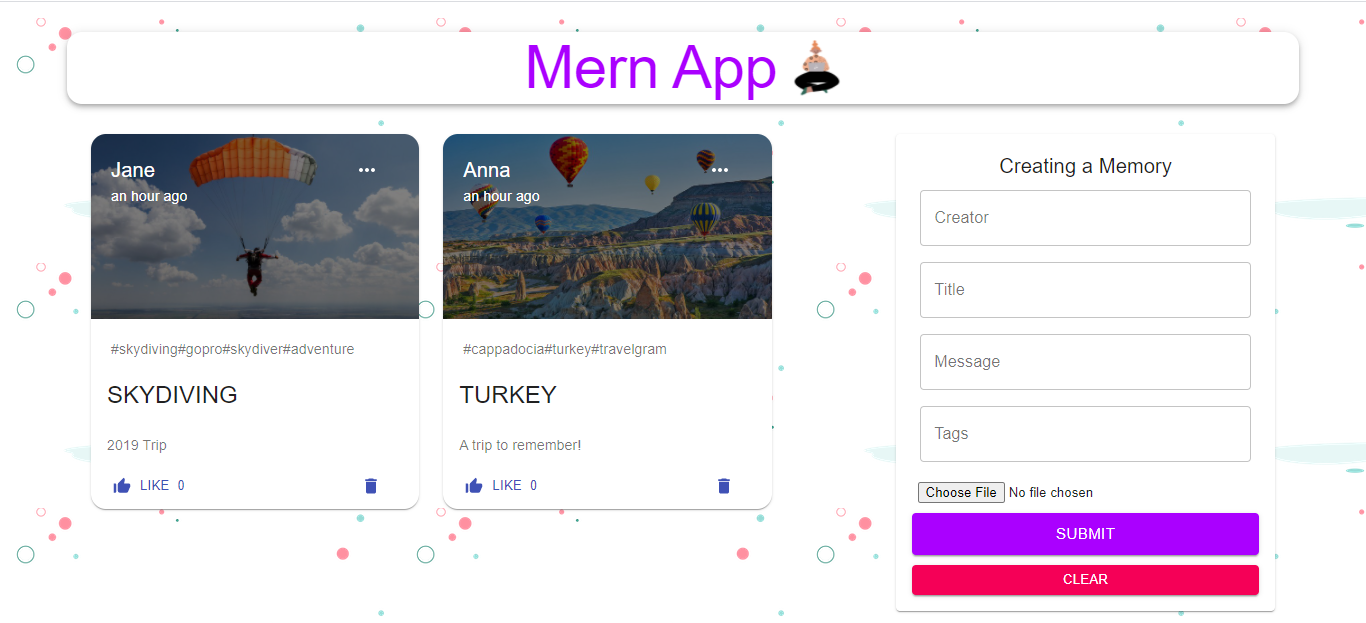 Mern App
Jane
an hour ago
#skydiving#gopro#skydiver#adventure
SKYDIVING
2019 Trip
LIKE 0
Anna
an hour ago
#cappadocia#turkey#travelgram
TURKEY
A trip to remember!
LIKE 0
Creating a Memory
Creator
Title
Message
Tags
Choose File No file chosen
SUBMIT
CLEAR